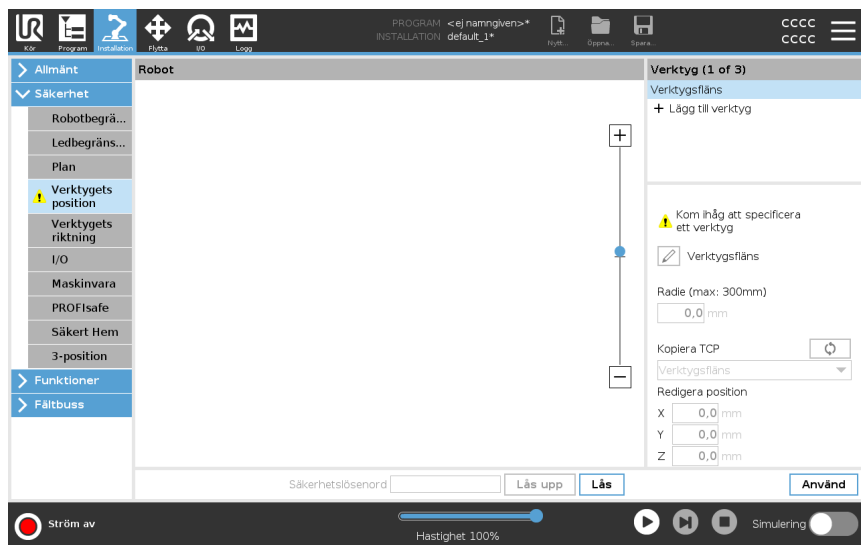 UR
Kör
Program
Installation
Flytta
I/O
Logg
PROGRAM <ej namngiven>*
INSTALLATION default_1*
Nytt...
Öppna...
Spara...
CCCC
CCCC
Allmänt
Säkerhet
Robotbegrä...
Ledbegräns...
Plan
Verktygets
position
Verktygets
riktning
I/O
Maskinvara
PROFIsafe
Säkert Hem
3-position
Funktioner
Fältbuss
Robot
Verktyg (1 of 3)
Verktygsfläns
+ Lägg till verktyg
Kom ihåg att specificera
ett verktyg
Verktygsfläns
Radie (max: 300mm)
0,0 mm
Kopiera TCP
Verktygsfläns
Redigera position
X 0,0 mm
Y 0,0 mm
Z 0,0 mm
Säkerhetslösenord
Lås upp
Lås
Använd
Ström av
Hastighet 100%
Simulering